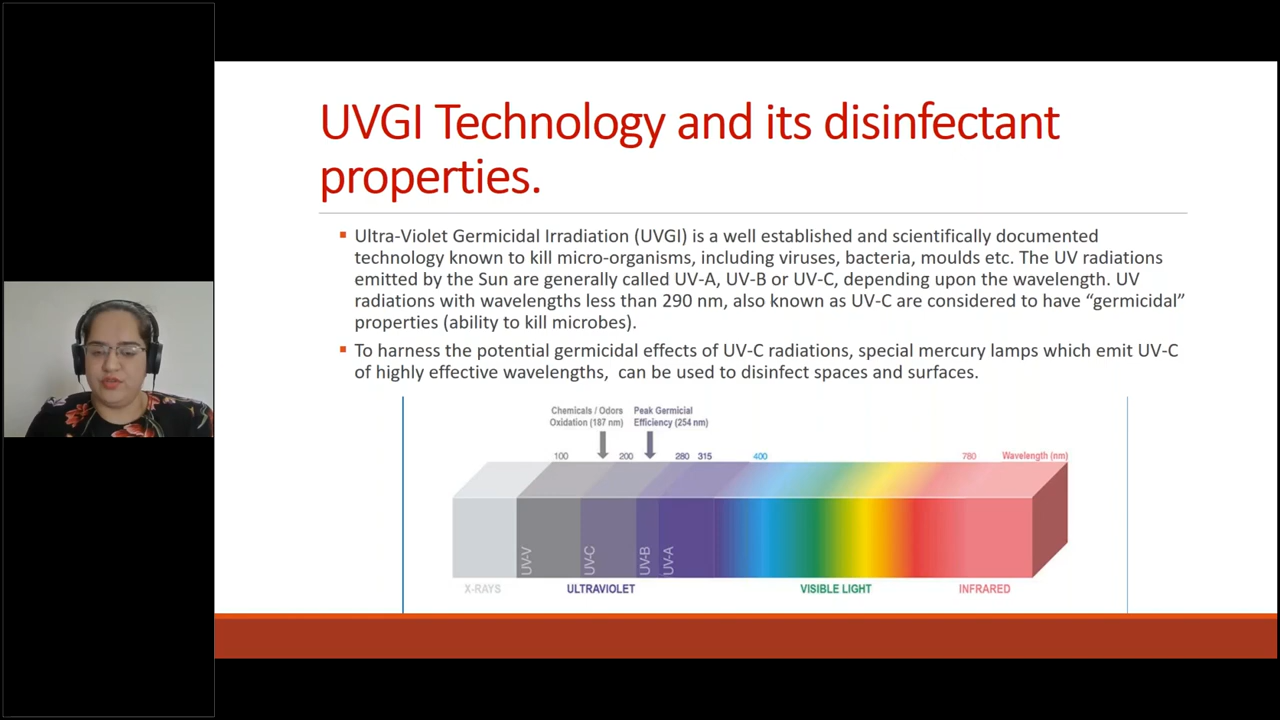 UVGI Technology and its disinfectant
properties.
▪ Ultra-Violet Germicidal Irradiation (UVGI) is a well established and scientifically documented
technology known to kill micro-organisms, including viruses, bacteria, moulds etc. The UV radiations
emitted by the Sun are generally called UV-A, UV-B or UV-C, depending upon the wavelength. UV
radiations with wavelengths less than 290 nm, also known as UV-C are considered to have “germicidal”
properties (ability to kill microbes).
▪ To harness the potential germicidal effects of UV-C radiations, special mercury lamps which emit UV-C
of highly effective wavelengths, can be used to disinfect spaces and surfaces.
Chemicals / Odors Peak Germicial
Oxidation (187 nm) Efficiency (254 nm)
100 200 280 315 400 780 Wavelength (nm)
UV-V UV-C UV-B UV-A
X-RAYS ULTRAVIOLET VISIBLE LIGHT INFRARED